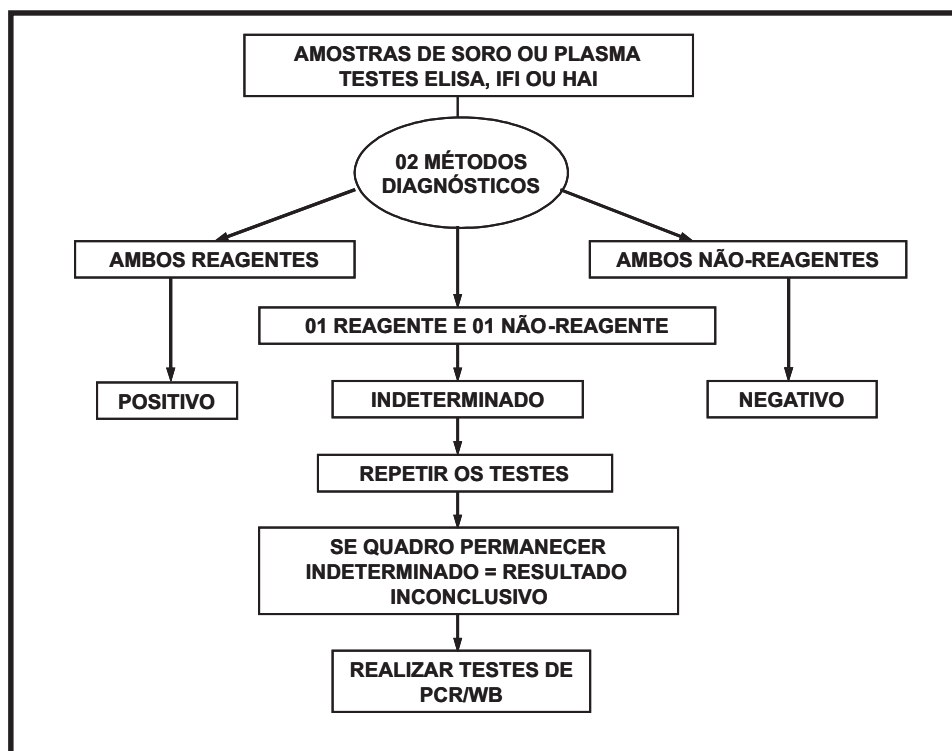 AMOSTRAS DE SORO OU PLASMA
TESTES ELISA, IFI OU HAI
02 MÉTODOS
DIAGNÓSTICOS
AMBOS REAGENTES
AMBOS NÃO-REAGENTES
01 REAGENTE E 01 NÃO-REAGENTE
POSITIVO
INDETERMINADO
NEGATIVO
REPETIR OS TESTES
SE QUADRO PERMANECER
INDETERMINADO = RESULTADO
INCONCLUSIVO
REALIZAR TESTES DE
PCR/WB